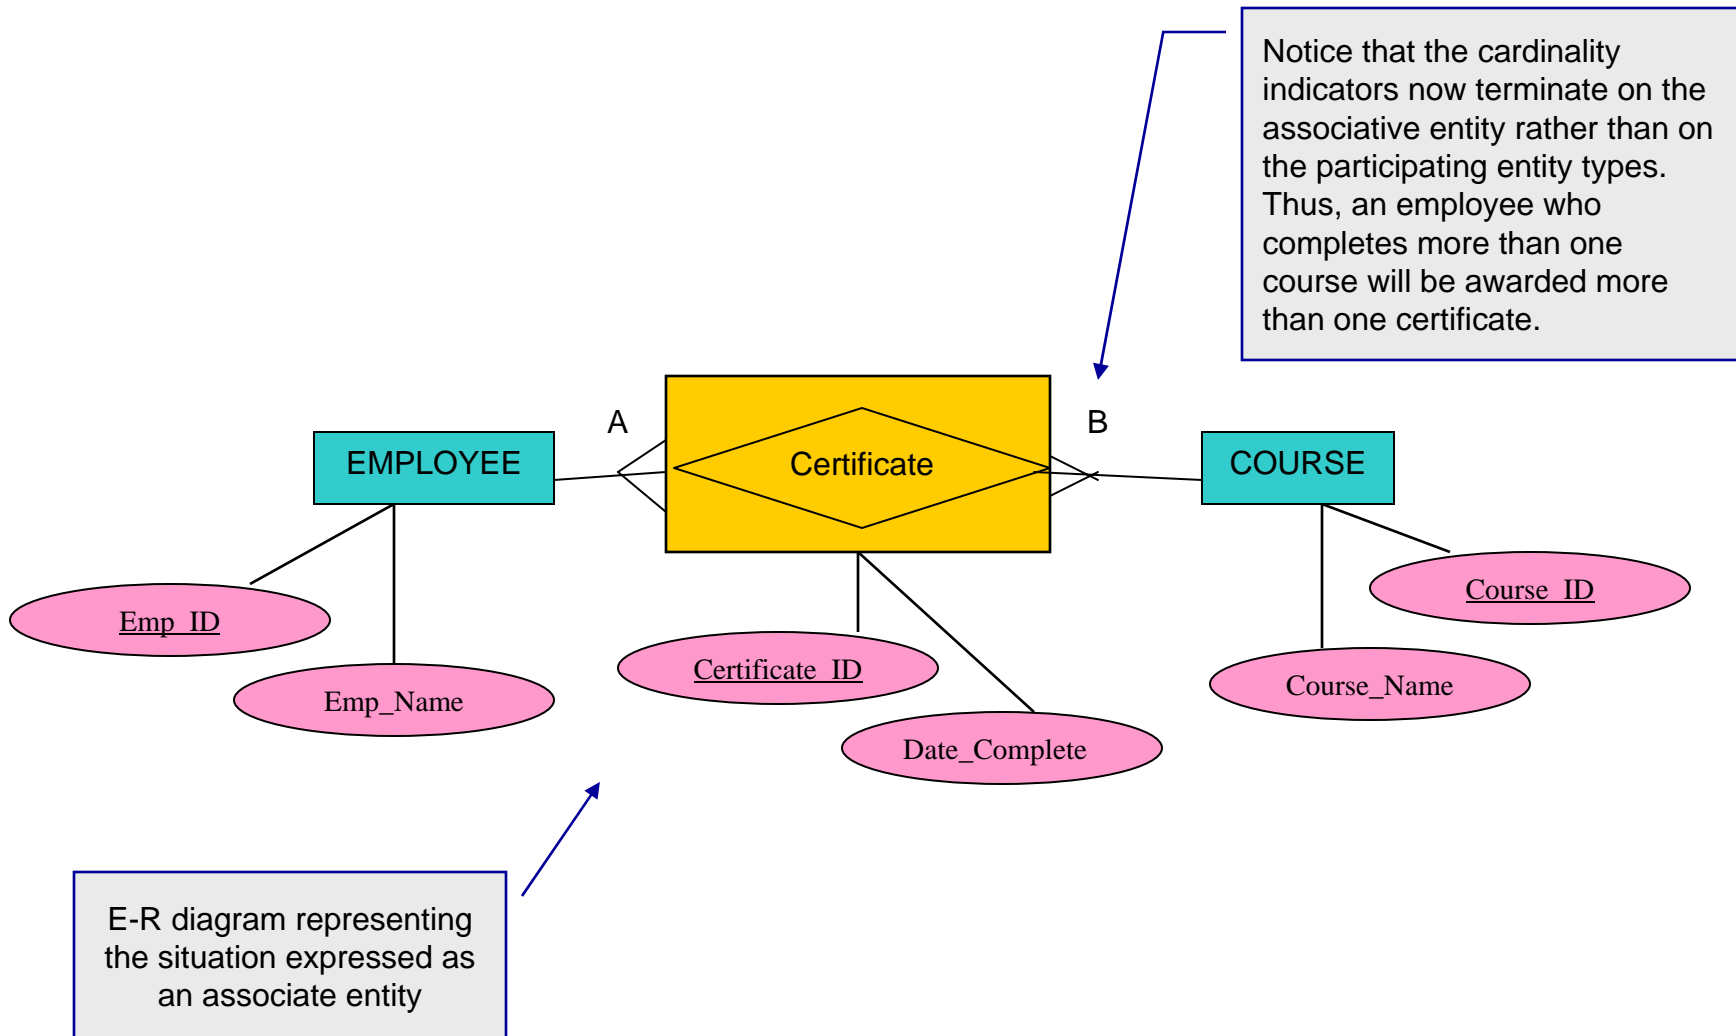 Notice that the cardinality
indicators now terminate on the
associative entity rather than on
the participating entity types.
Thus, an employee who
completes more than one
course will be awarded more
than one certificate.
A
B
EMPLOYEE
Certificate
COURSE
Emp_ID
Emp_Name
Certificate_ID
Date_Complete
Course_ID
Course_Name
E-R diagram representing
the situation expressed as
an associate entity